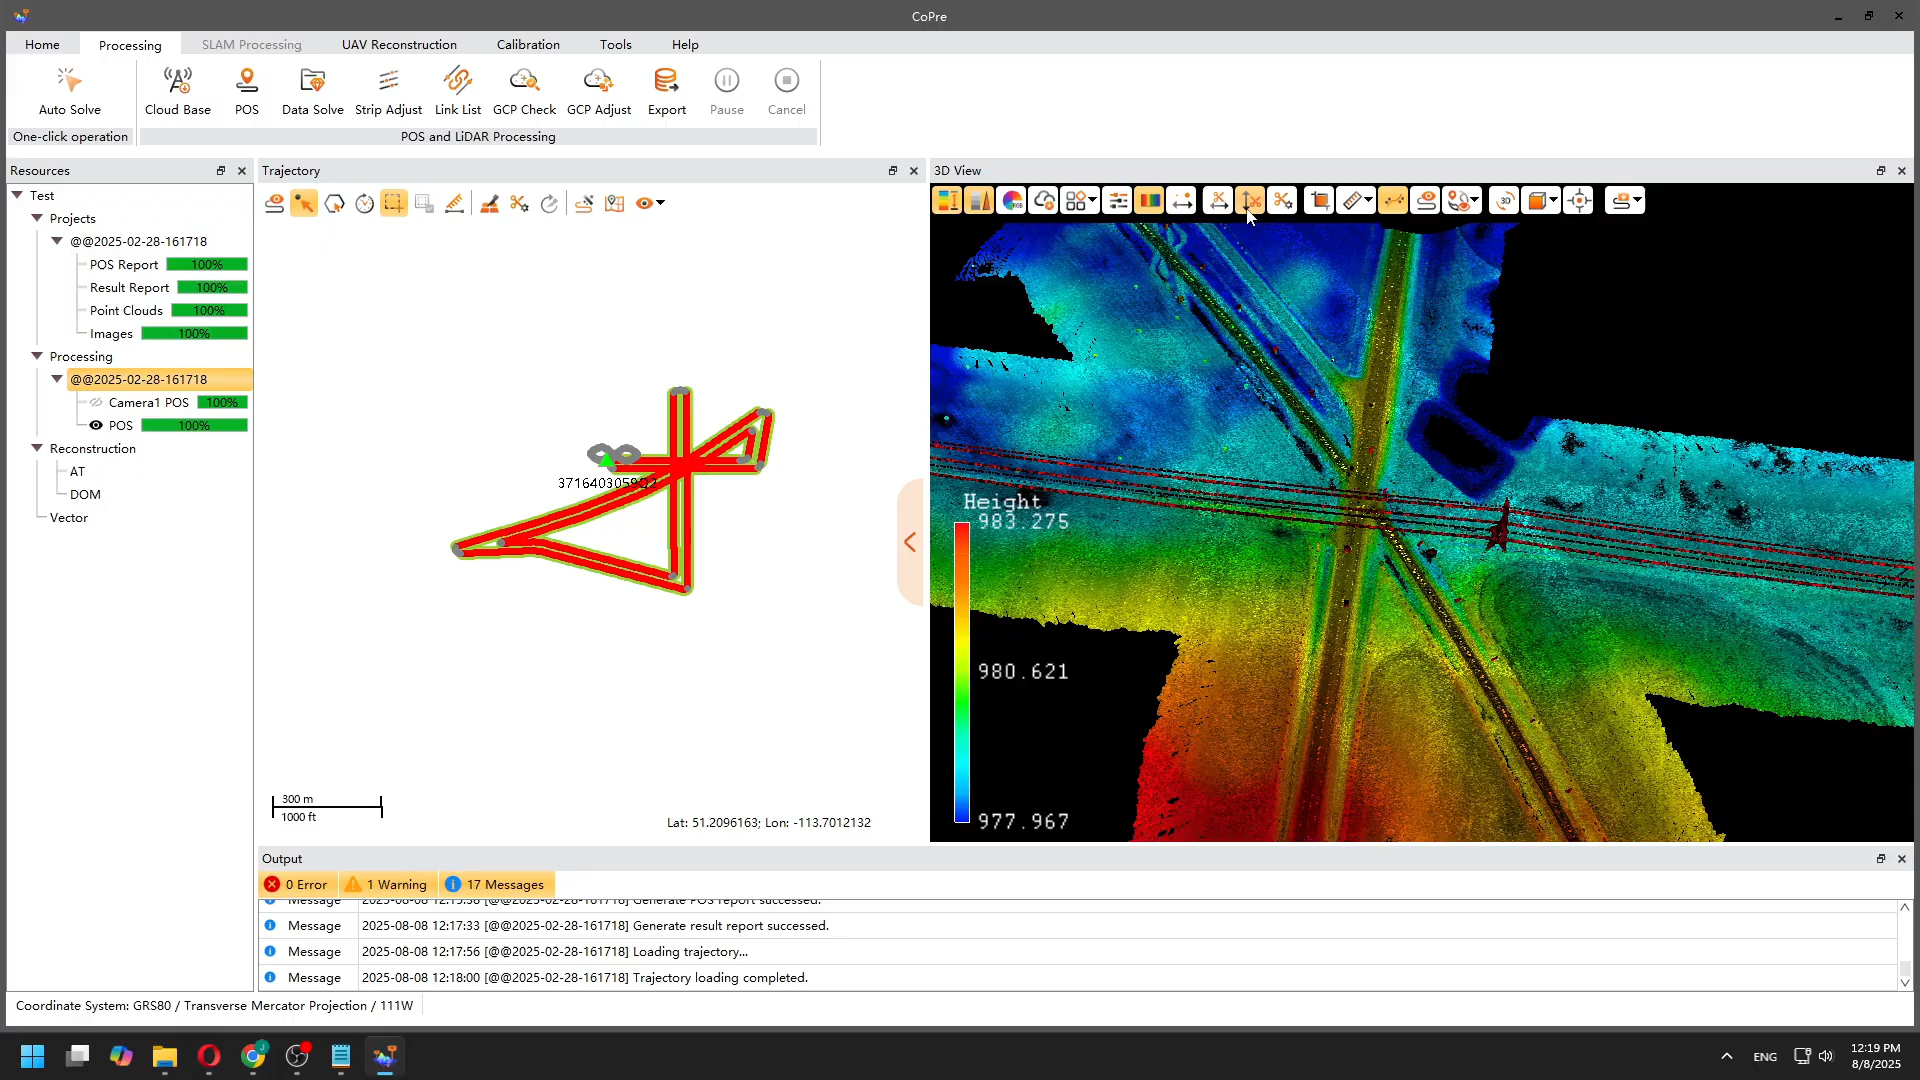 CoPre
Home
Processing
SLAM Processing
UAV Reconstruction
Calibration
Tools
Help
Auto Solve
Cloud Base
POS
Data Solve
Strip Adjust
Link List
GCP Check
GCP Adjust
Export
Pause
Cancel
One-click operation
POS and LiDAR Processing
Resources
Test
Projects
@@2025-02-28-161718
POS Report 100%
Result Report 100%
Point Clouds 100%
Images 100%
Processing
@@2025-02-28-161718
Camera1 POS 100%
POS 100%
Reconstruction
AT
DOM
Vector
Trajectory
300 m
1000 ft
Lat: 51.2096163; Lon: -113.7012132
3D View
RGB
3D
Height
983.275
980.621
977.967
Output
0 Error
1 Warning
17 Messages
Message 2025-08-08 12:17:33 [@@2025-02-28-161718] Generate result report successed.
Message 2025-08-08 12:17:56 [@@2025-02-28-161718] Loading trajectory...
Message 2025-08-08 12:18:00 [@@2025-02-28-161718] Trajectory loading completed.
Coordinate System: GRS80 / Transverse Mercator Projection / 111W
ENG
12:19 PM
8/8/2025